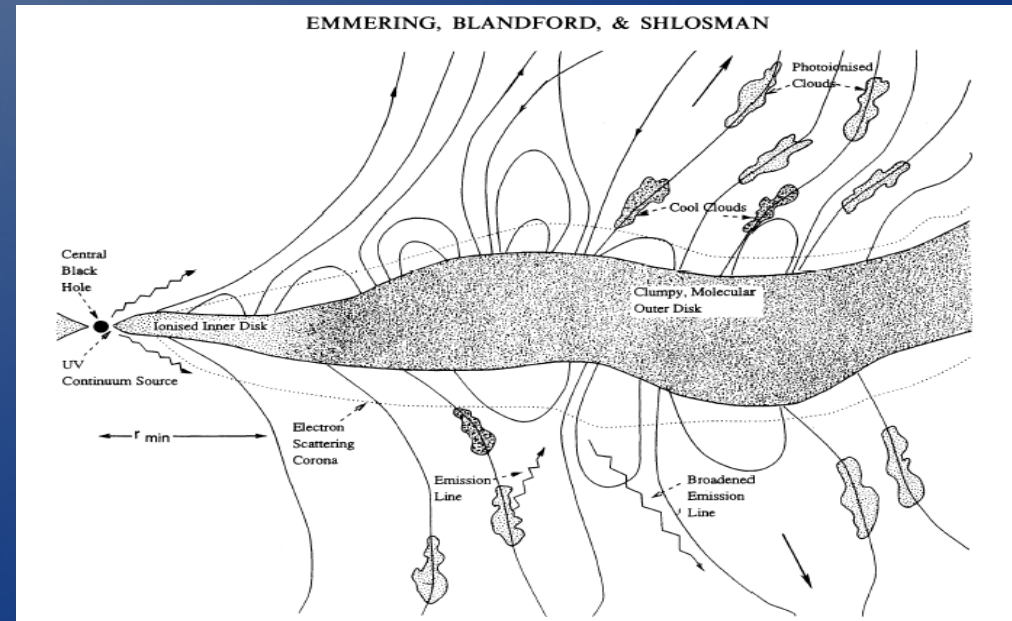 EMMERING, BLANDFORD, & SHLOSMAN
Photoionised
Clouds
Cool Clouds
Central
Black
Hole
Clumpy, Molecular
Outer Disk
Ionised Inner Disk
UV
Continuum Source
r min
Electron
Scattering
Corona
Emission
Line
Broadened
Emission
Line